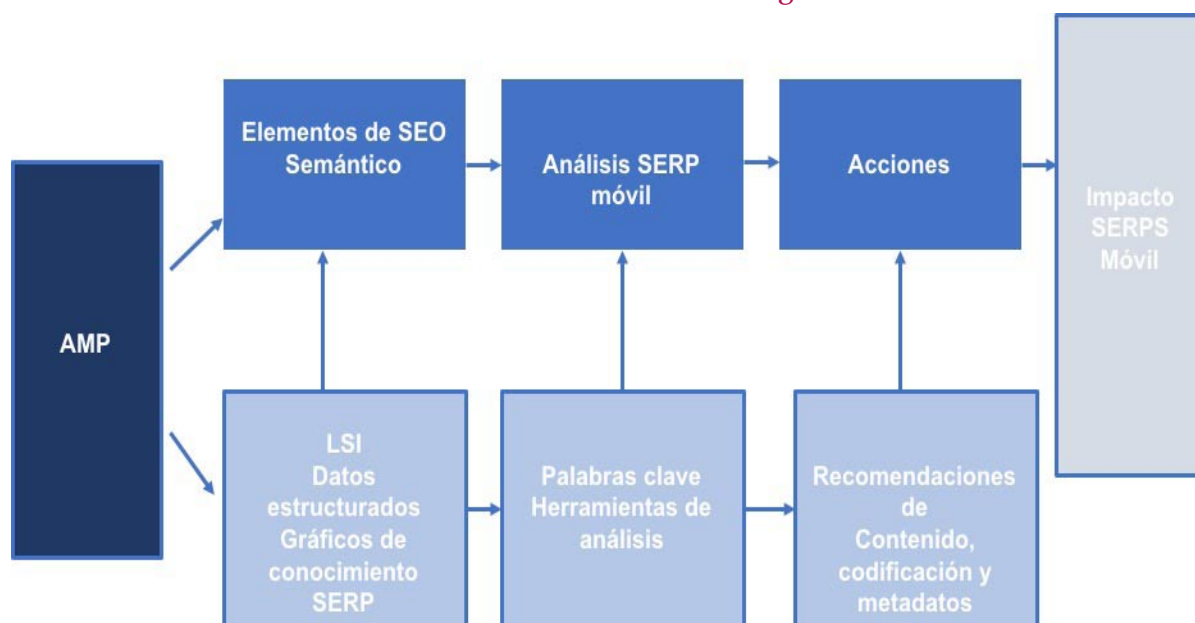 Elementos de SEO
Semántico
Análisis SERP
móvil
Acciones
Impacto
SERPS
Móvil
AMP
LSI
Datos
estructurados
Gráficos de
conocimiento
SERP
Palabras clave
Herramientas de
análisis
Recomendaciones
de
Contenido,
codificación y
metadatos